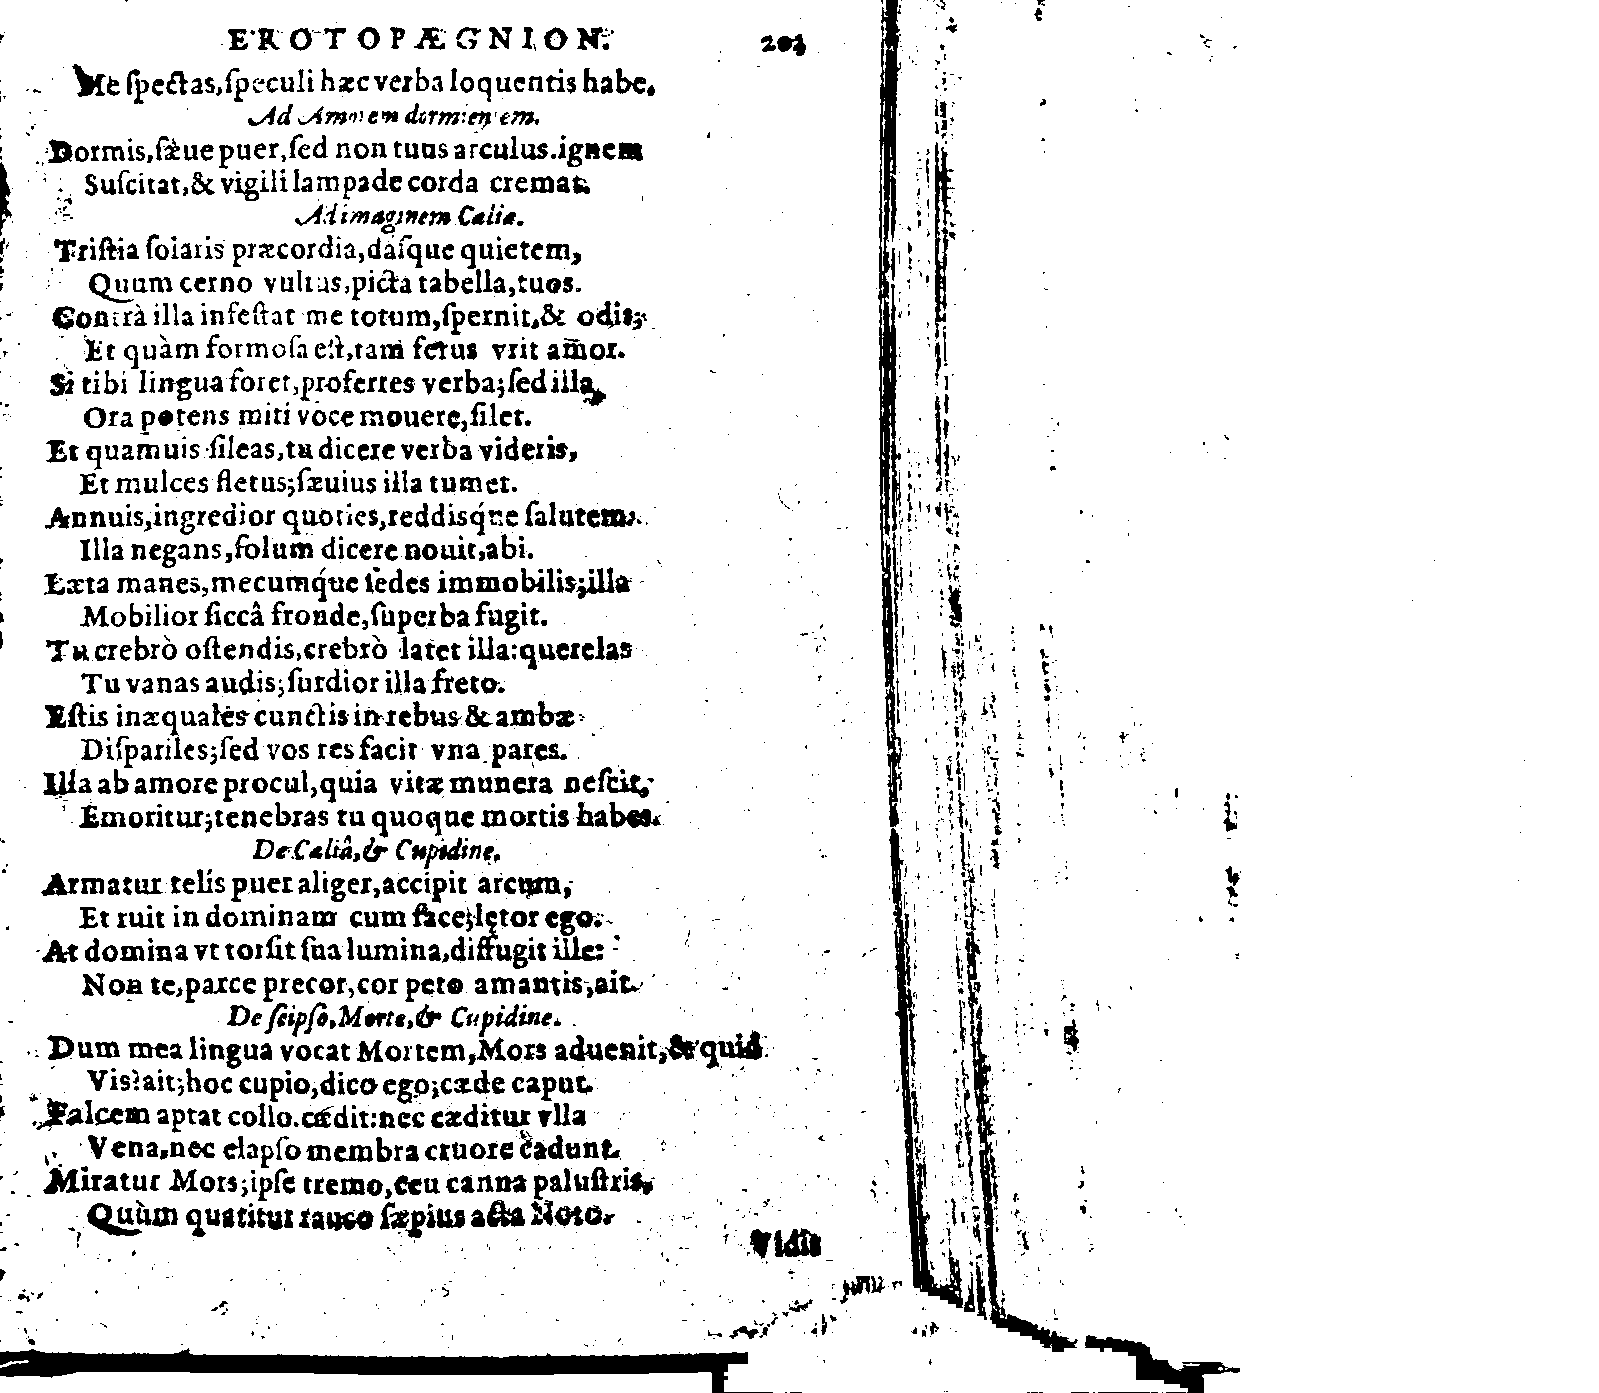 EROTOPÆGNION. 203
Me ſpectas, ſpeculi hæc verba loquentis habe.
Ad Amorem dormientem.
Dormis, ſæue puer, ſed non tuus arculus. ignem
Suſcitat, & vigili lampade corda cremat.
Ad imaginem Cæliæ.
Triſtia ſolaris præcordia, daſque quietem,
Quum cerno vultus, picta tabella, tuos.
Contrà illa infeſtat me totum, ſpernit, & odit;
Et quàm formoſa eſt, tam ferus vrit amor.
Si tibi lingua foret, proferres verba; ſed illa,
Ora potens miti voce mouere, ſilet.
Et quamuis ſileas, tu dicere verba videris,
Et mulces fletus; ſæuius illa tumet.
Annuis, ingredior quoties, reddisq́ue ſalutem.
Illa negans, ſolum dicere nouit, abi.
Læta manes, mecumq́ue ſedes immobilis; illa
Mobilior ſiccâ fronde, ſuperba fugit.
Tu crebrò oſtendis, crebrò latet illa: querelas
Tu vanas audis; ſurdior illa freto.
Eſtis inæquales cunctis in rebus & ambæ
Diſpariles; ſed vos res facit vna pares.
Illa ab amore procul, quia vitæ munera neſcit,
Emoritur; tenebras tu quoque mortis habes.
De Cæliâ, & Cupidine.
Armatur telis puer aliger, accipit arcum,
Et ruit in dominam cum face; lętor ego.
At domina vt torſit ſua lumina, diffugit ille:
Non te, parce precor, cor peto amantis, ait.
De ſeipſo, Morte, & Cupidine.
Dum mea lingua vocat Mortem, Mors aduenit, & quid
Vis? ait; hoc cupio, dico ego; cæde caput.
Falcem aptat collo. cædit: nec cæditur vlla
Vena, nec elapſo membra cruore cadunt.
Miratur Mors; ipſe tremo, ceu canna paluſtris,
Quùm quatitur rauco ſæpius acta Noto.
Vidit